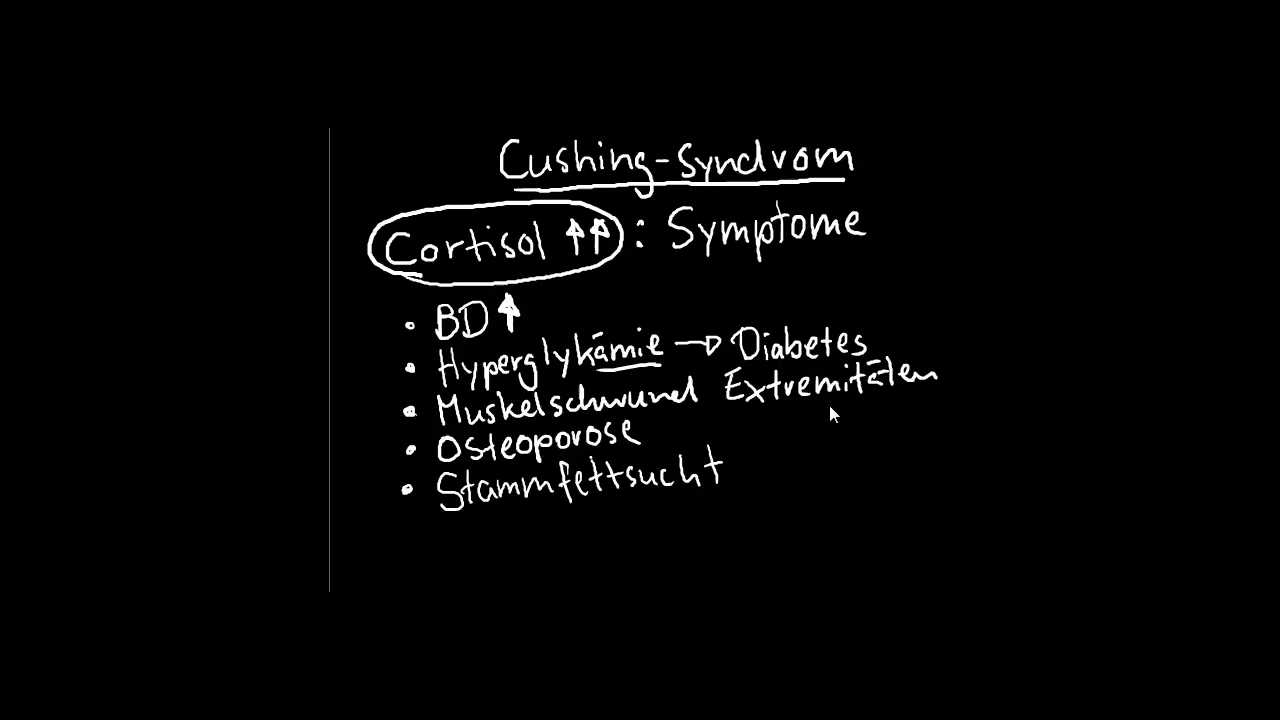 Cushing-Syndrom
Cortisol ↑↑ : Symptome
• BD ↑
• Hyperglykämie → Diabetes
• Muskelschwund Extremitäten
• Osteoporose
• Stammfettsucht